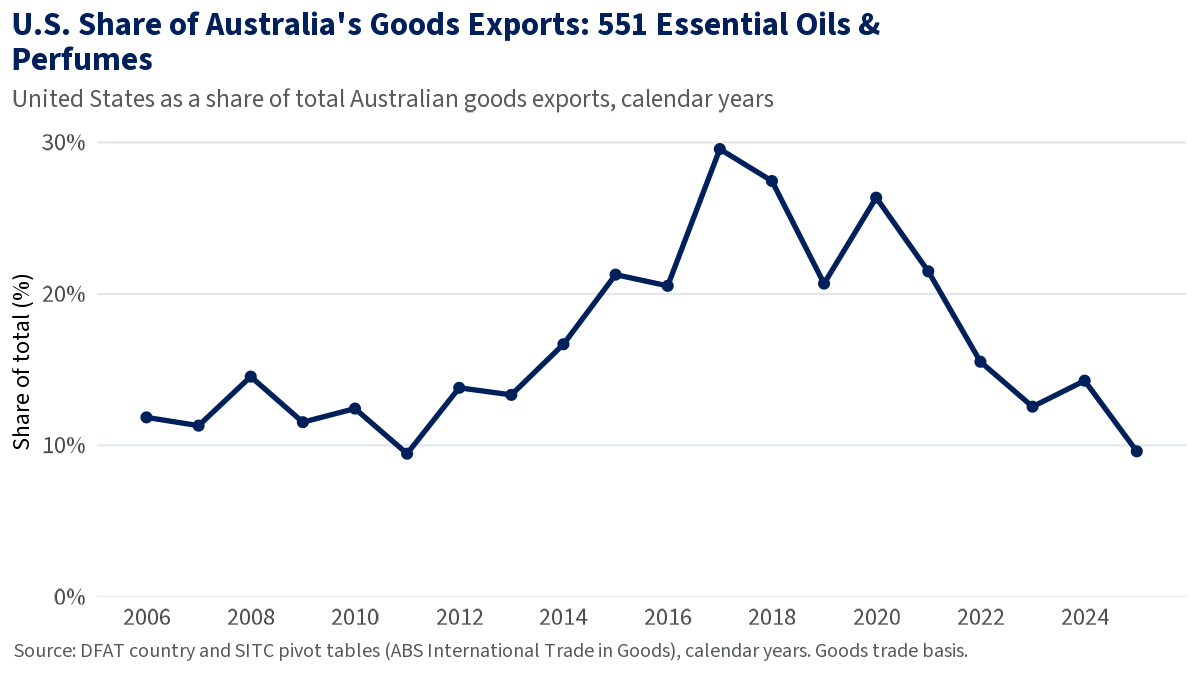 U.S. Share of Australia's Goods Exports: 551 Essential Oils &
Perfumes
United States as a share of total Australian goods exports, calendar years
Share of total (%)
30%
20%
10%
0%
2006 2008 2010 2012 2014 2016 2018 2020 2022 2024
Source: DFAT country and SITC pivot tables (ABS International Trade in Goods), calendar years. Goods trade basis.